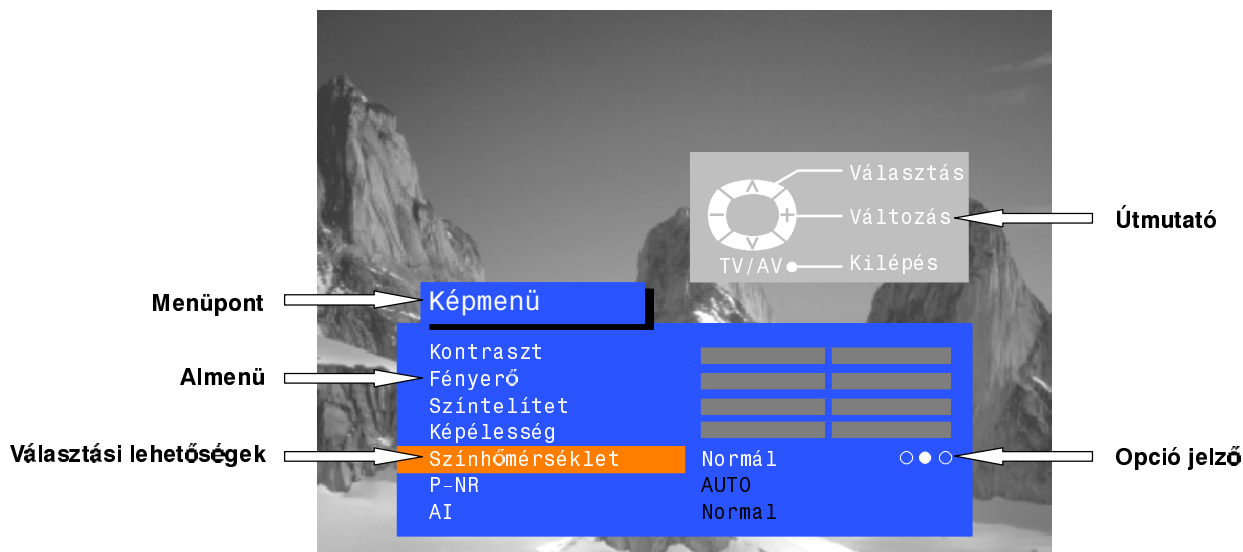 Választás
Változás
TV/AV Kilépés
Útmutató
Menüpont
Képmenü
Kontraszt
Almenü
Fényerő
Színtelítet
Képélesség
Választási lehetőségek
Színhőmérséklet Normál
Opció jelző
P-NR AUTO
AI Normal